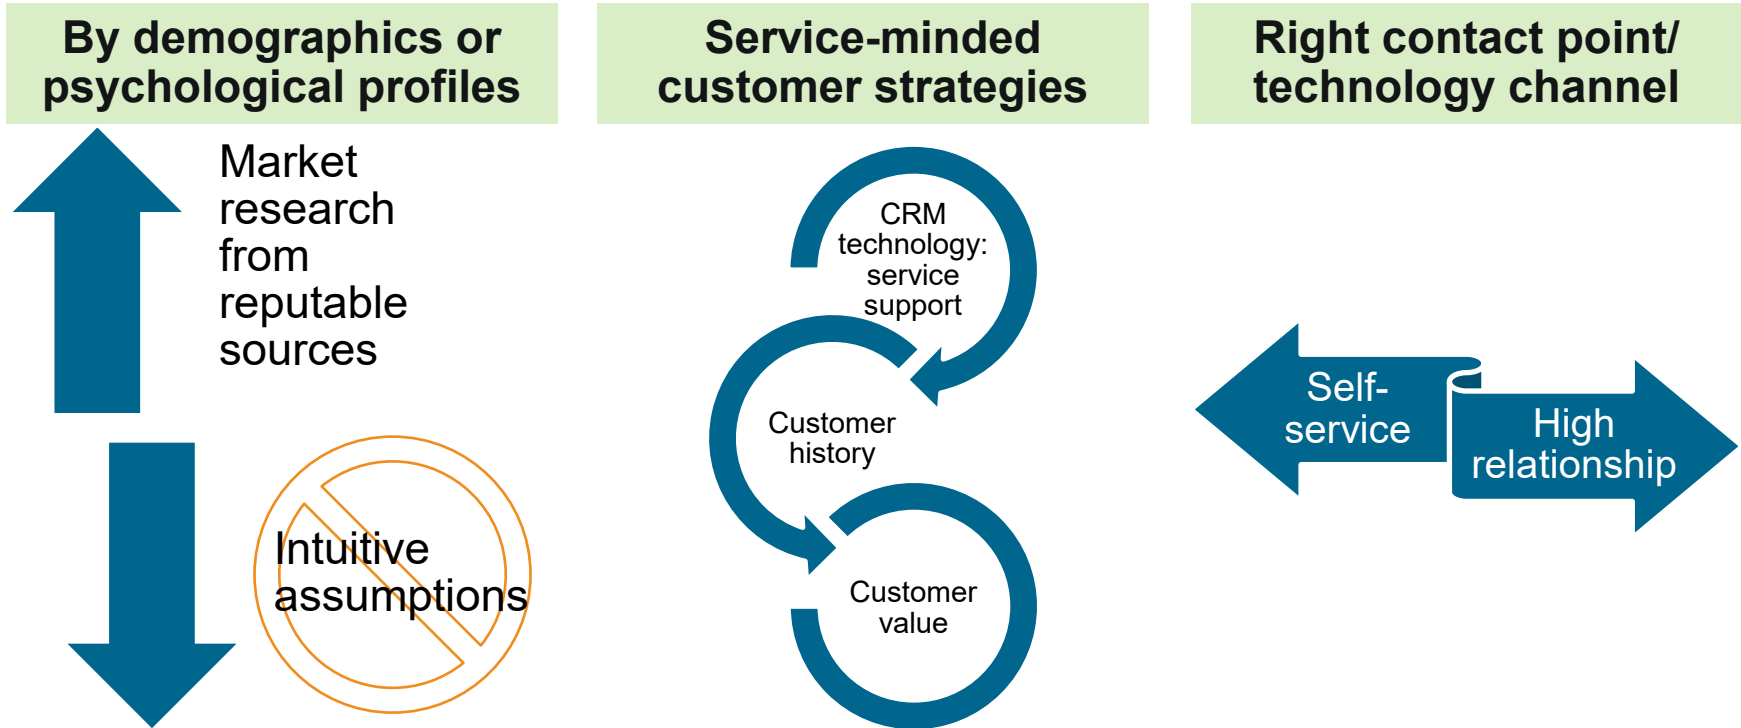 By demographics or
psychological profiles
Market
research
from
reputable
sources
Intuitive
assumptions
Service-minded
customer strategies
CRM
technology:
service
support
Customer
history
Customer
value
Right contact point/
technology channel
Self-
service
High
relationship